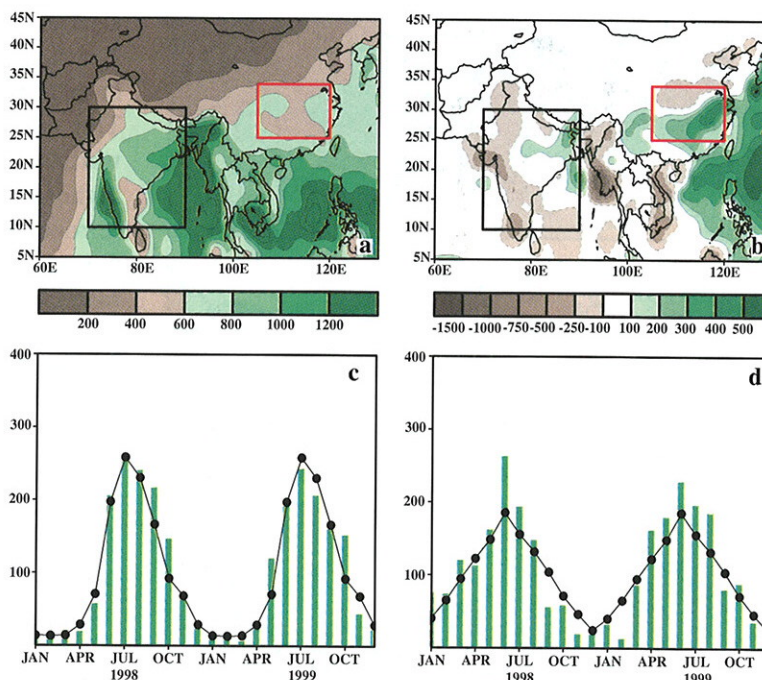 45N
40N
35N
30N
25N
20N
15N
10N
5N
60E 80E 100E 120E
a
200 400 600 800 1000 1200
45N
40N
35N
30N
25N
20N
15N
10N
5N
60E 80E 100E 120E
b
-1500 -1000 -750 -500 -250 -100 100 200 300 400 500
400
300
200
100
c
JAN APR JUL OCT JAN APR JUL OCT
1998 1999
400
300
200
100
d
JAN APR JUL OCT JAN APR JUL OCT
1998 1999